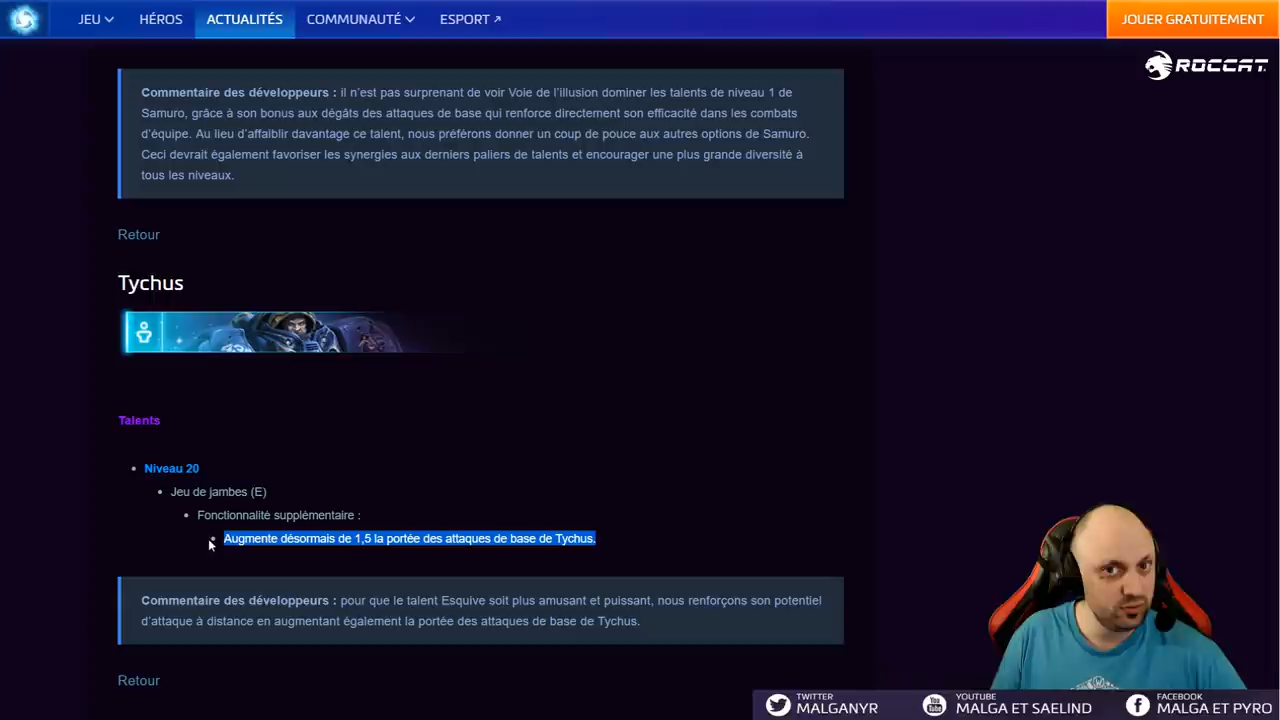 JEU HÉROS ACTUALITÉS COMMUNAUTÉ ESPORT JOUER GRATUITEMENT
ROCCAT
Commentaire des développeurs : il n’est pas surprenant de voir Voie de l’illusion dominer les talents de niveau 1 de
Samuro, grâce à son bonus aux dégâts des attaques de base qui renforce directement son efficacité dans les combats
d’équipe. Au lieu d’affaiblir davantage ce talent, nous préférons donner un coup de pouce aux autres options de Samuro.
Ceci devrait également favoriser les synergies aux derniers paliers de talents et encourager une plus grande diversité à
tous les niveaux.
Retour
Tychus
Talents
Niveau 20
Jeu de jambes (E)
Fonctionnalité supplémentaire :
Augmente désormais de 1,5 la portée des attaques de base de Tychus.
Commentaire des développeurs : pour que le talent Esquive soit plus amusant et puissant, nous renforçons son potentiel
d’attaque à distance en augmentant également la portée des attaques de base de Tychus.
Retour
TWITTER
MALGANYR
YOUTUBE
MALGA ET SAELIND
FACEBOOK
MALGA ET PYRO